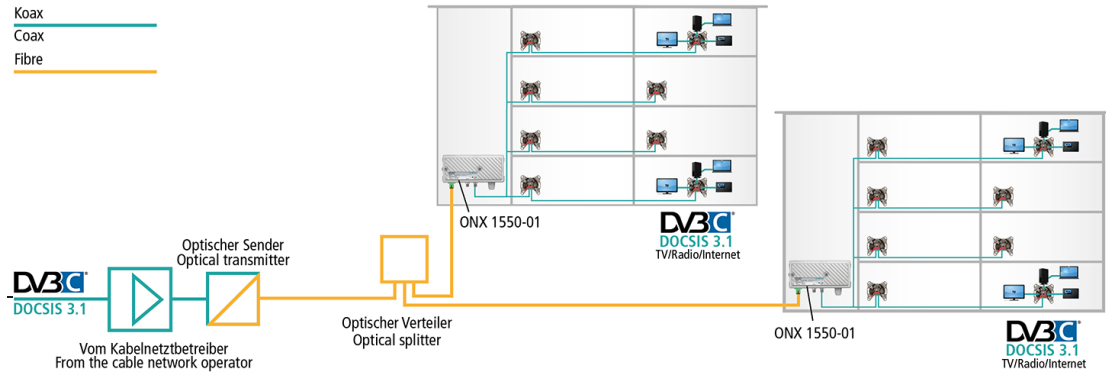 Koax
Coax
Fibre
ONX 1550-01
DVB C
DOCSIS 3.1
TV/Radio/Internet
Optischer Sender
Optical transmitter
DVB C
DOCSIS 3.1
Optischer Verteiler
Optical splitter
Vom Kabelnetztbetreiber
From the cable network operator
ONX 1550-01
DVB C
DOCSIS 3.1
TV/Radio/Internet